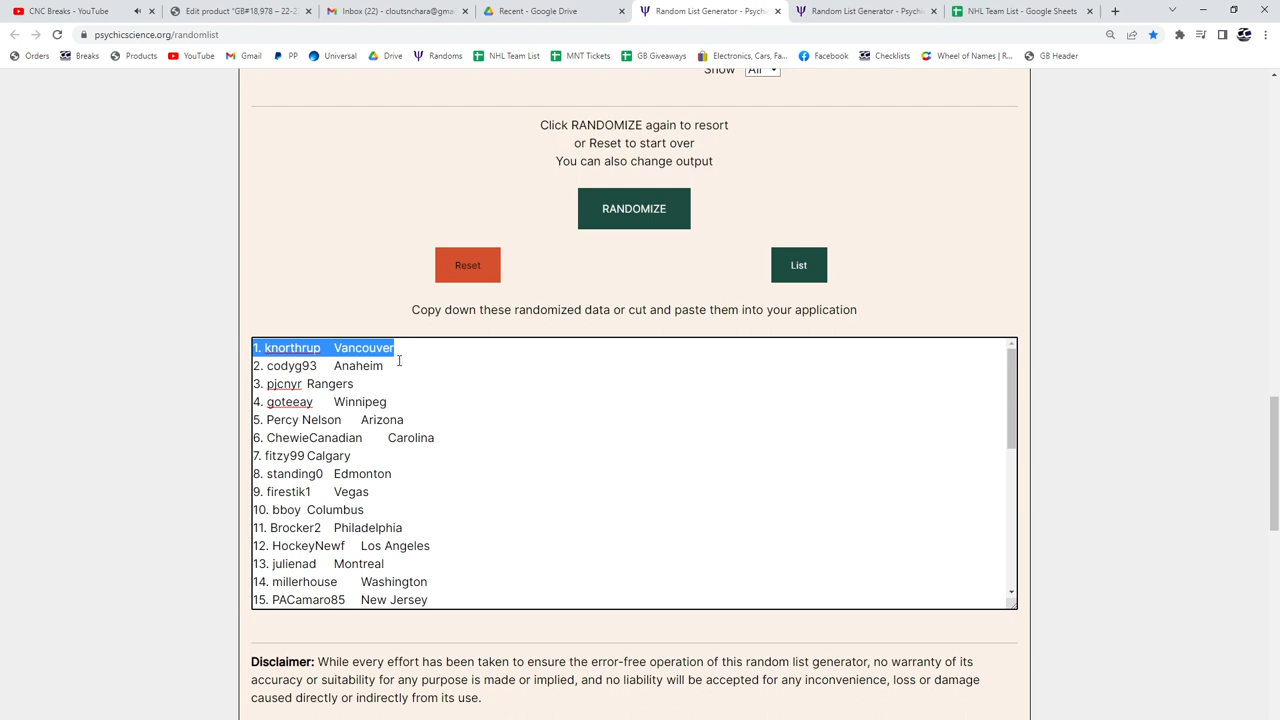 CNC Breaks - YouTube
Edit product “GB#18,978 – 22-2
Inbox (22) - cloutsnchara@gma
Recent - Google Drive
Random List Generator - Psychi
Random List Generator - Psychi
NHL Team List - Google Sheets
psychicscience.org/randomlist
Orders
Breaks
Products
YouTube
Gmail
PP
Universal
Drive
Randoms
NHL Team List
MNT Tickets
GB Giveaways
Electronics, Cars, Fa...
Facebook
Checklists
Wheel of Names | R...
GB Header
Show All
Click RANDOMIZE again to resort
or Reset to start over
You can also change output
RANDOMIZE
Reset
List
Copy down these randomized data or cut and paste them into your application
1. knorthrup Vancouver
2. codyg93 Anaheim
3. pjcnyr Rangers
4. goteeay Winnipeg
5. Percy Nelson Arizona
6. ChewieCanadian Carolina
7. fitzy99 Calgary
8. standing0 Edmonton
9. firestik1 Vegas
10. bboy Columbus
11. Brocker2 Philadelphia
12. HockeyNewf Los Angeles
13. julienad Montreal
14. millerhouse Washington
15. PACamaro85 New Jersey
Disclaimer: While every effort has been taken to ensure the error-free operation of this random list generator, no warranty of its
accuracy or suitability for any purpose is made or implied, and no liability will be accepted for any inconvenience, loss or damage
caused directly or indirectly from its use.